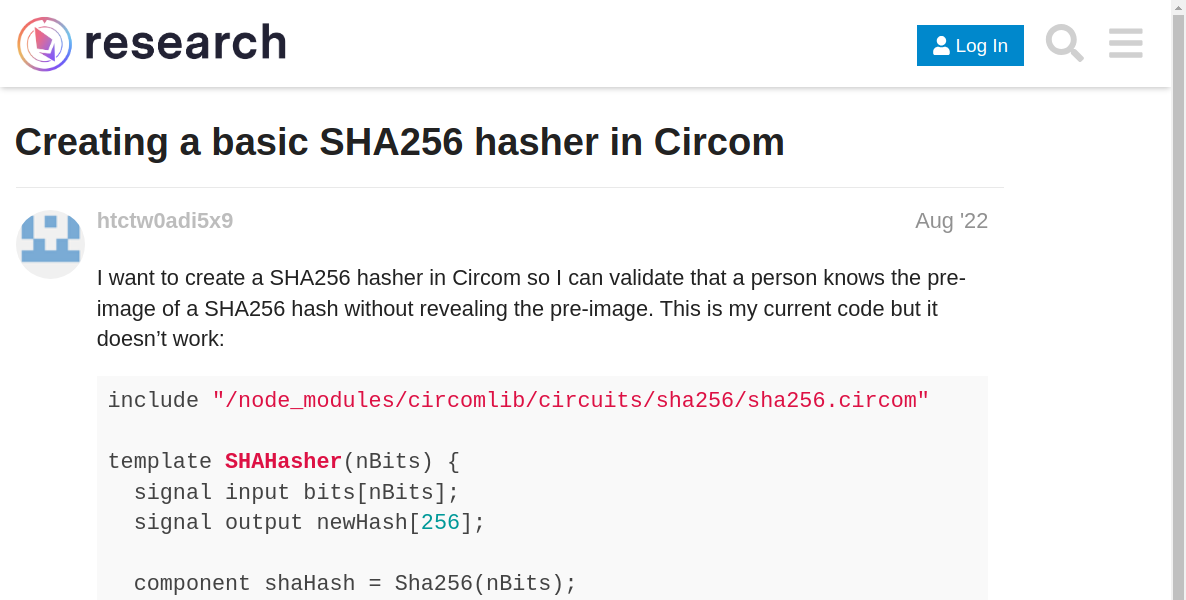 research
Log In
Creating a basic SHA256 hasher in Circom
htctw0adi5x9
Aug '22
I want to create a SHA256 hasher in Circom so I can validate that a person knows the pre-
image of a SHA256 hash without revealing the pre-image. This is my current code but it
doesn’t work:
include "/node_modules/circomlib/circuits/sha256/sha256.circom"
template SHAHasher(nBits) {
signal input bits[nBits];
signal output newHash[256];
component shaHash = Sha256(nBits);